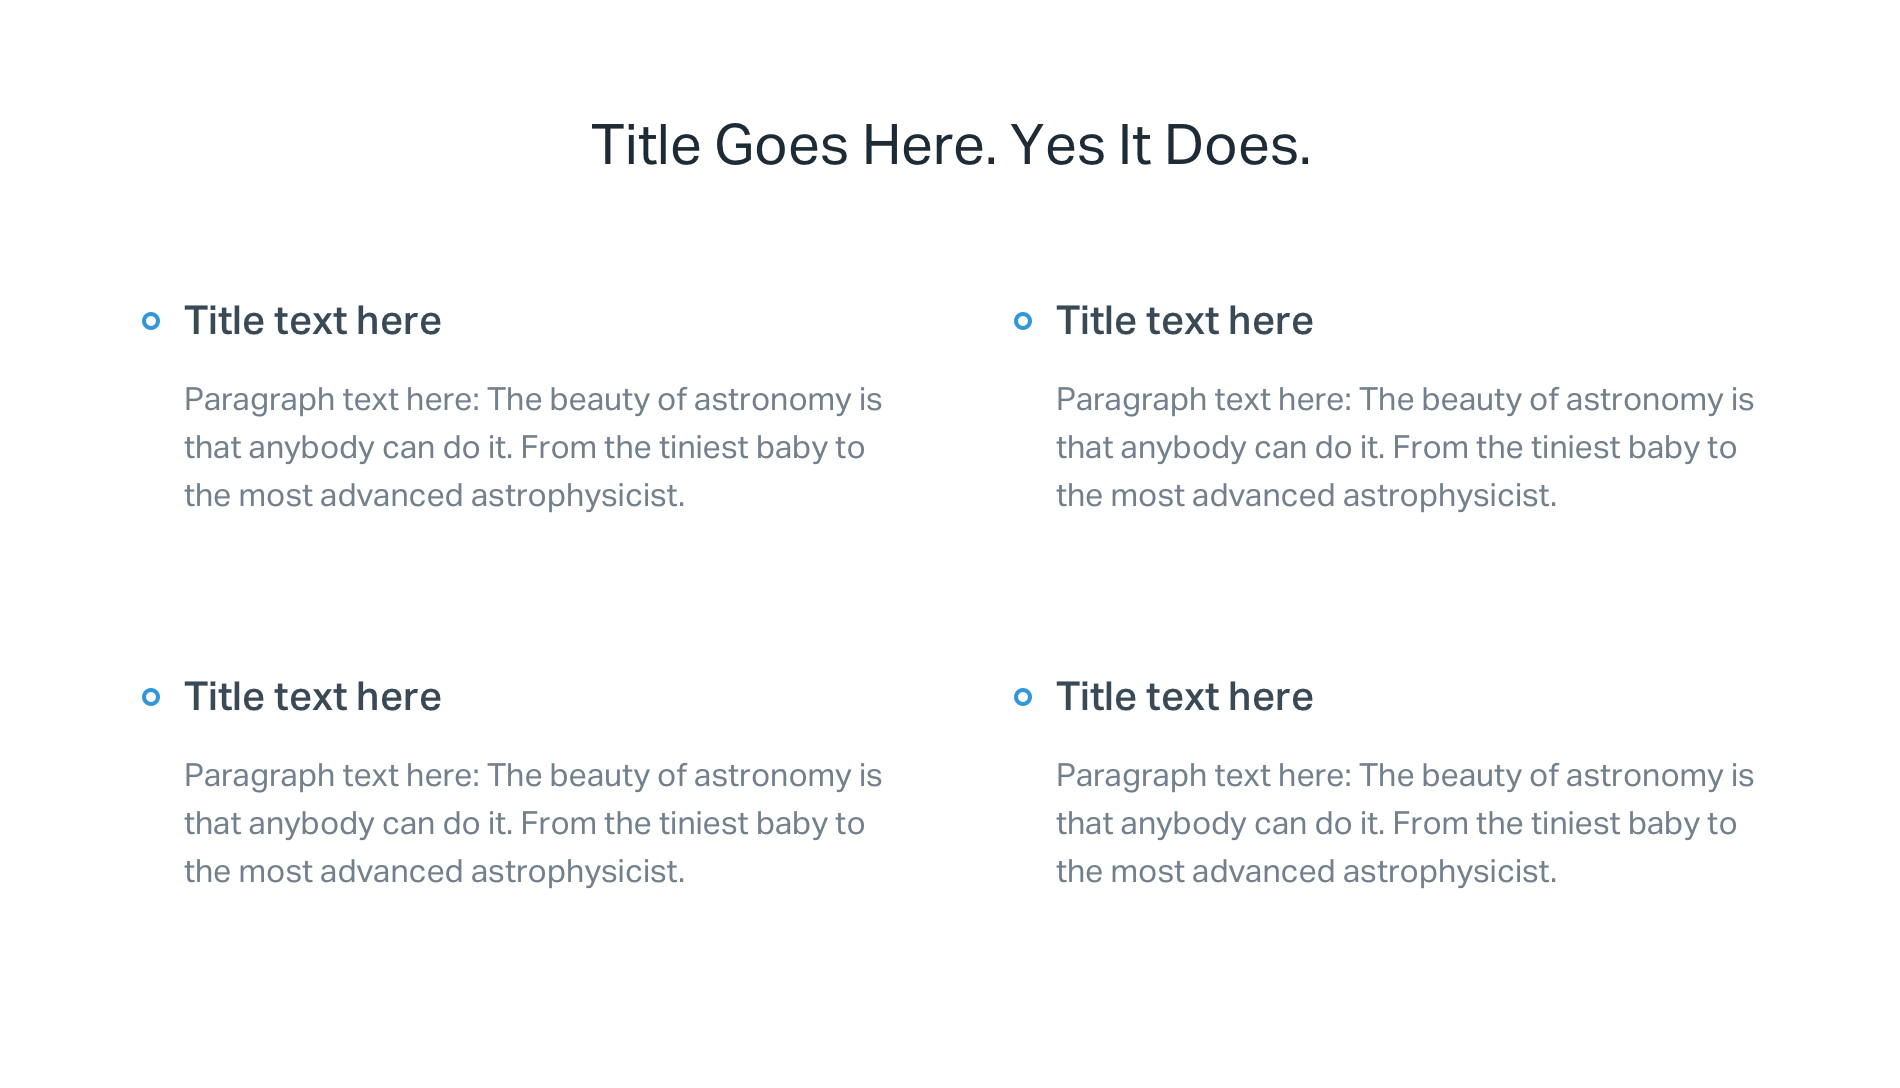 Title Goes Here. Yes It Does.
Title text here
Paragraph text here: The beauty of astronomy is
that anybody can do it. From the tiniest baby to
the most advanced astrophysicist.
Title text here
Paragraph text here: The beauty of astronomy is
that anybody can do it. From the tiniest baby to
the most advanced astrophysicist.
Title text here
Paragraph text here: The beauty of astronomy is
that anybody can do it. From the tiniest baby to
the most advanced astrophysicist.
Title text here
Paragraph text here: The beauty of astronomy is
that anybody can do it. From the tiniest baby to
the most advanced astrophysicist.